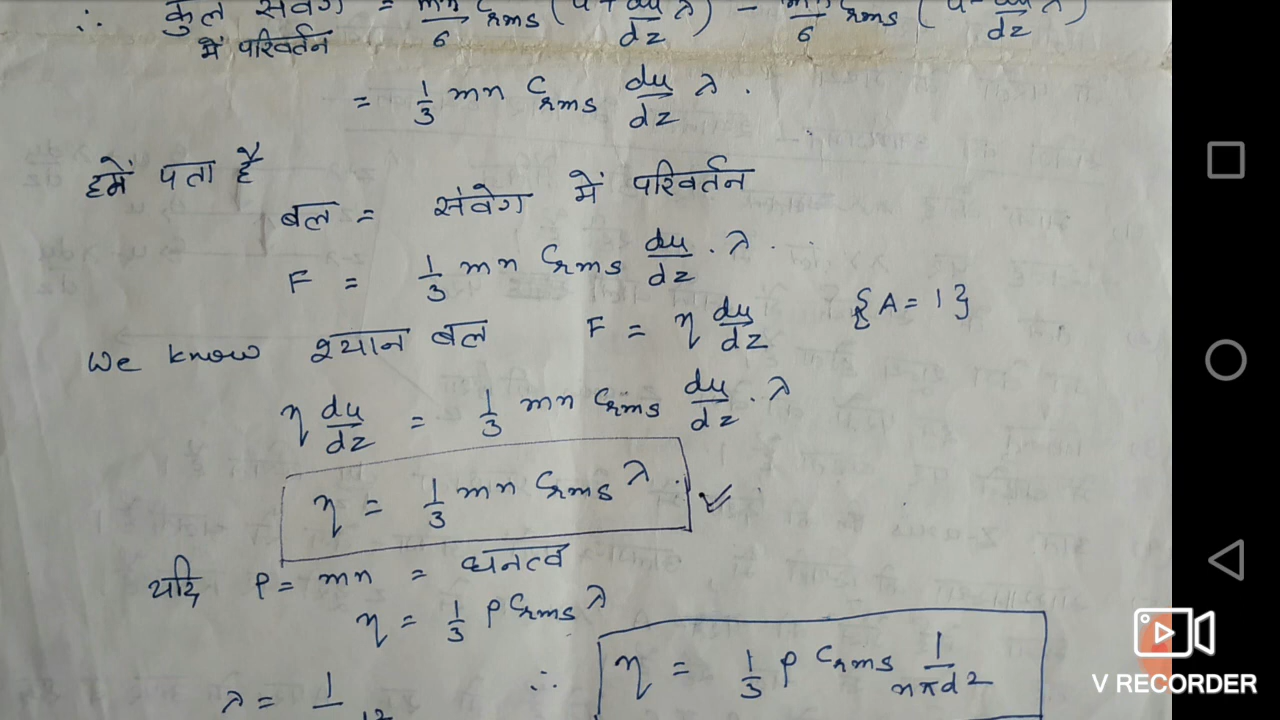 ∴ कुल संवेग = mn/6 Crms (u + du/dz λ) - mn/6 Crms (u - du/dz λ)
में परिवर्तन
= 1/3 mn Crms du/dz λ.
हमें पता है
बल = संवेग में परिवर्तन
F = 1/3 mn Crms du/dz . λ.
We know श्यान बल F = η du/dz {A = 1}
η du/dz = 1/3 mn Crms du/dz . λ
η = 1/3 mn Crms λ.
यदि ρ = mn = घनत्व
η = 1/3 ρ Crms λ
∴ η = 1/3 ρ Crms 1/nπd2
λ = 1
V RECORDER